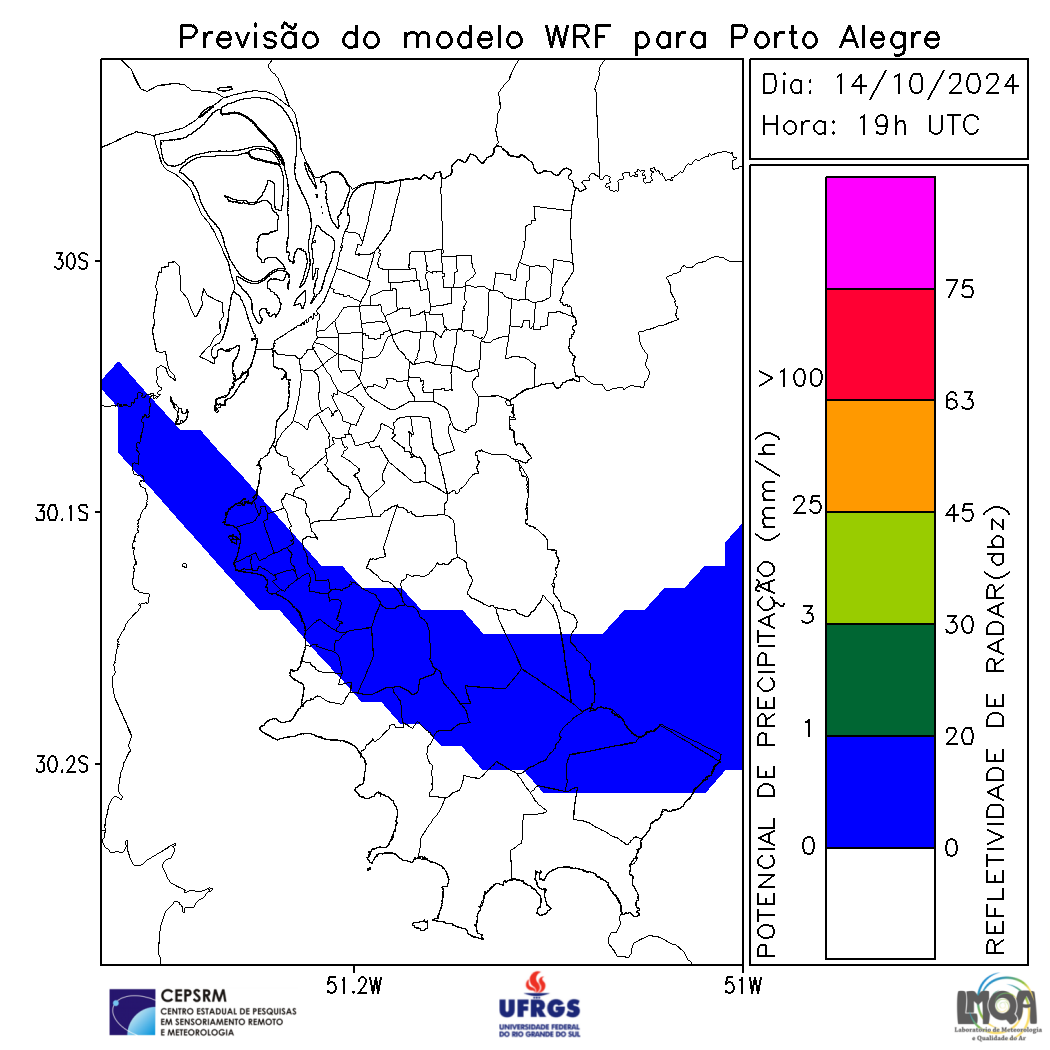 Previsão do modelo WRF para Porto Alegre
Dia: 14/10/2024
Hora: 19h UTC
30S
30.1S
30.2S
51.2W
51W
POTENCIAL DE PRECIPITAÇÃO (mm/h)
>100
25
3
1
0
75
63
45
30
20
0
REFLETIVIDADE DE RADAR(dbz)
CEPSRM
CENTRO ESTADUAL DE PESQUISAS
EM SENSORIAMENTO REMOTO
E METEOROLOGIA
UFRGS
UNIVERSIDADE FEDERAL
DO RIO GRANDE DO SUL
LMQA
Laboratório de Meteorologia
e Qualidade do Ar